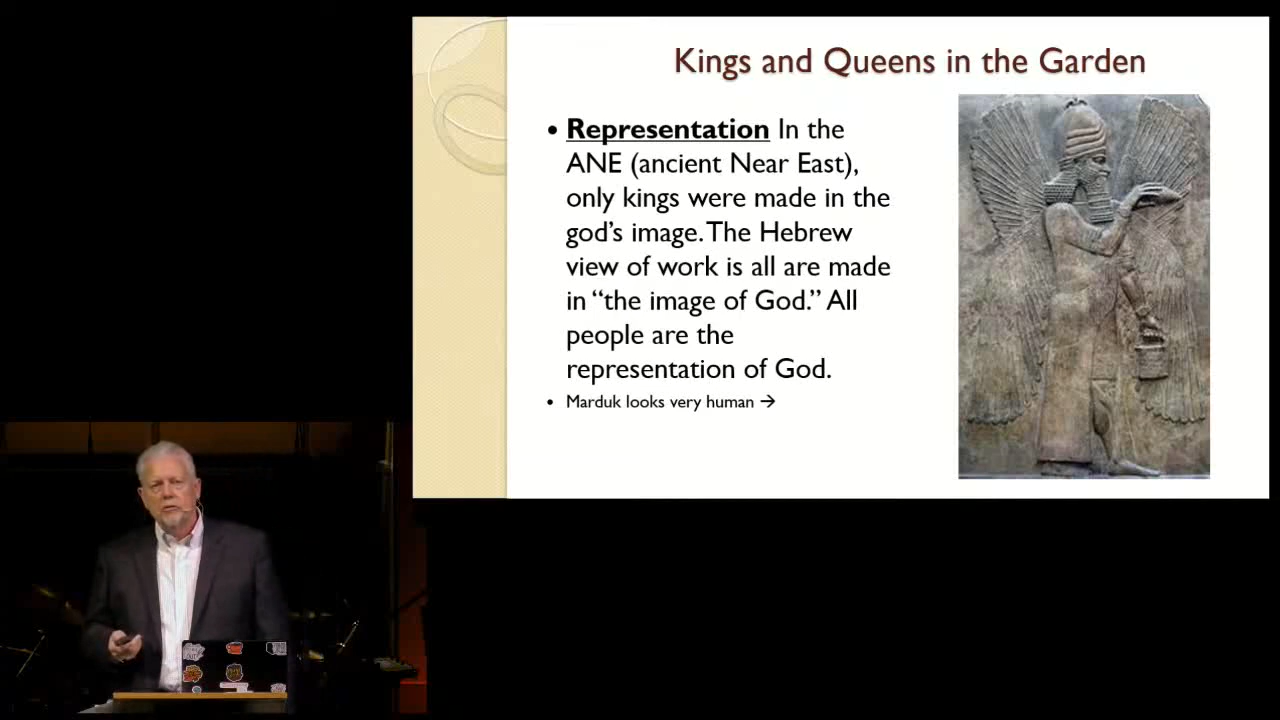 Kings and Queens in the Garden
• Representation In the
ANE (ancient Near East),
only kings were made in the
god's image. The Hebrew
view of work is all are made
in “the image of God.” All
people are the
representation of God.
• Marduk looks very human →